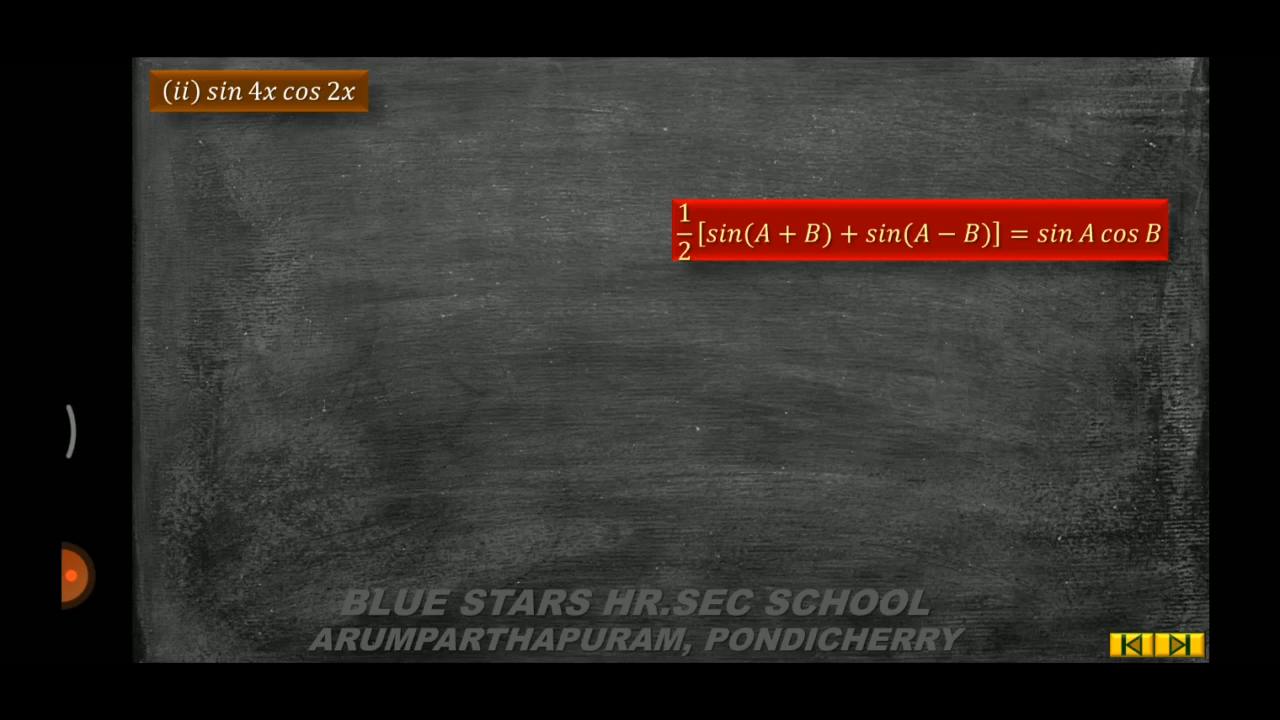 (ii) sin 4x cos 2x
1/2 [sin(A + B) + sin(A − B)] = sin A cos B
BLUE STARS HR.SEC SCHOOL
ARUMPARTHAPURAM, PONDICHERRY